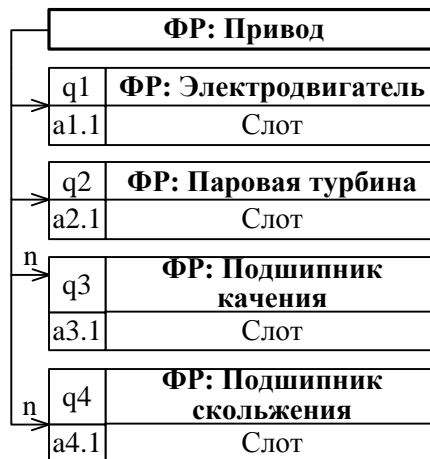 ФР: Привод
q1 ФР: Электродвигатель
a1.1 Слот
q2 ФР: Паровая турбина
a2.1 Слот
n
q3 ФР: Подшипник
качения
a3.1 Слот
n
q4 ФР: Подшипник
скольжения
a4.1 Слот